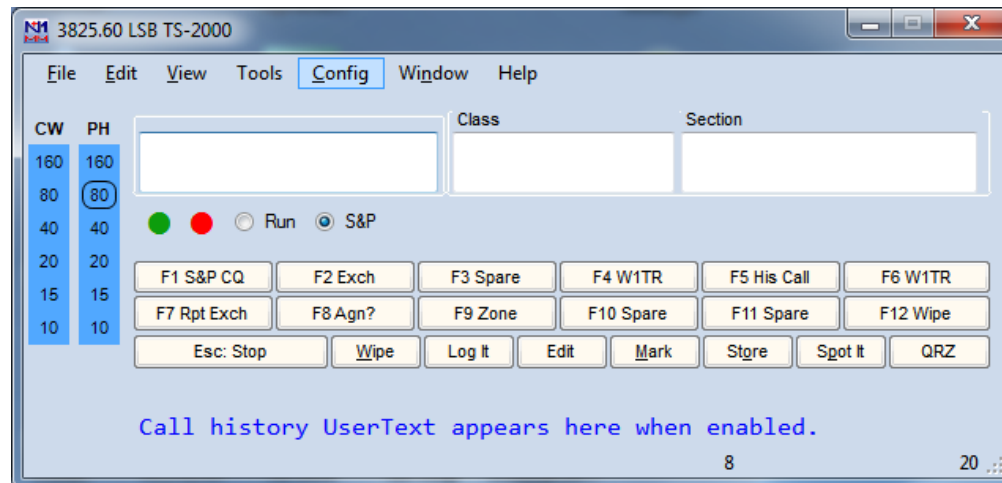 N1 MM 3825.60 LSB TS-2000
File Edit View Tools Config Window Help
CW PH Class Section
160 160
80 80
40 40
Run S&P
20 20
15 15
10 10
F1 S&P CQ F2 Exch F3 Spare F4 W1TR F5 His Call F6 W1TR
F7 Rpt Exch F8 Agn? F9 Zone F10 Spare F11 Spare F12 Wipe
Esc: Stop Wipe Log It Edit Mark Store Spot It QRZ
Call history UserText appears here when enabled.
8 20